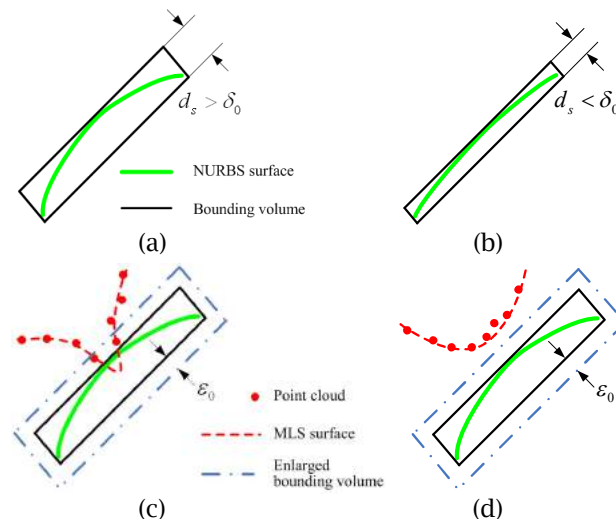 d_s > δ_0
d_s < δ_0
NURBS surface
Bounding volume
(a)
(b)
ε_0
ε_0
Point cloud
MLS surface
Enlarged
bounding volume
(c)
(d)